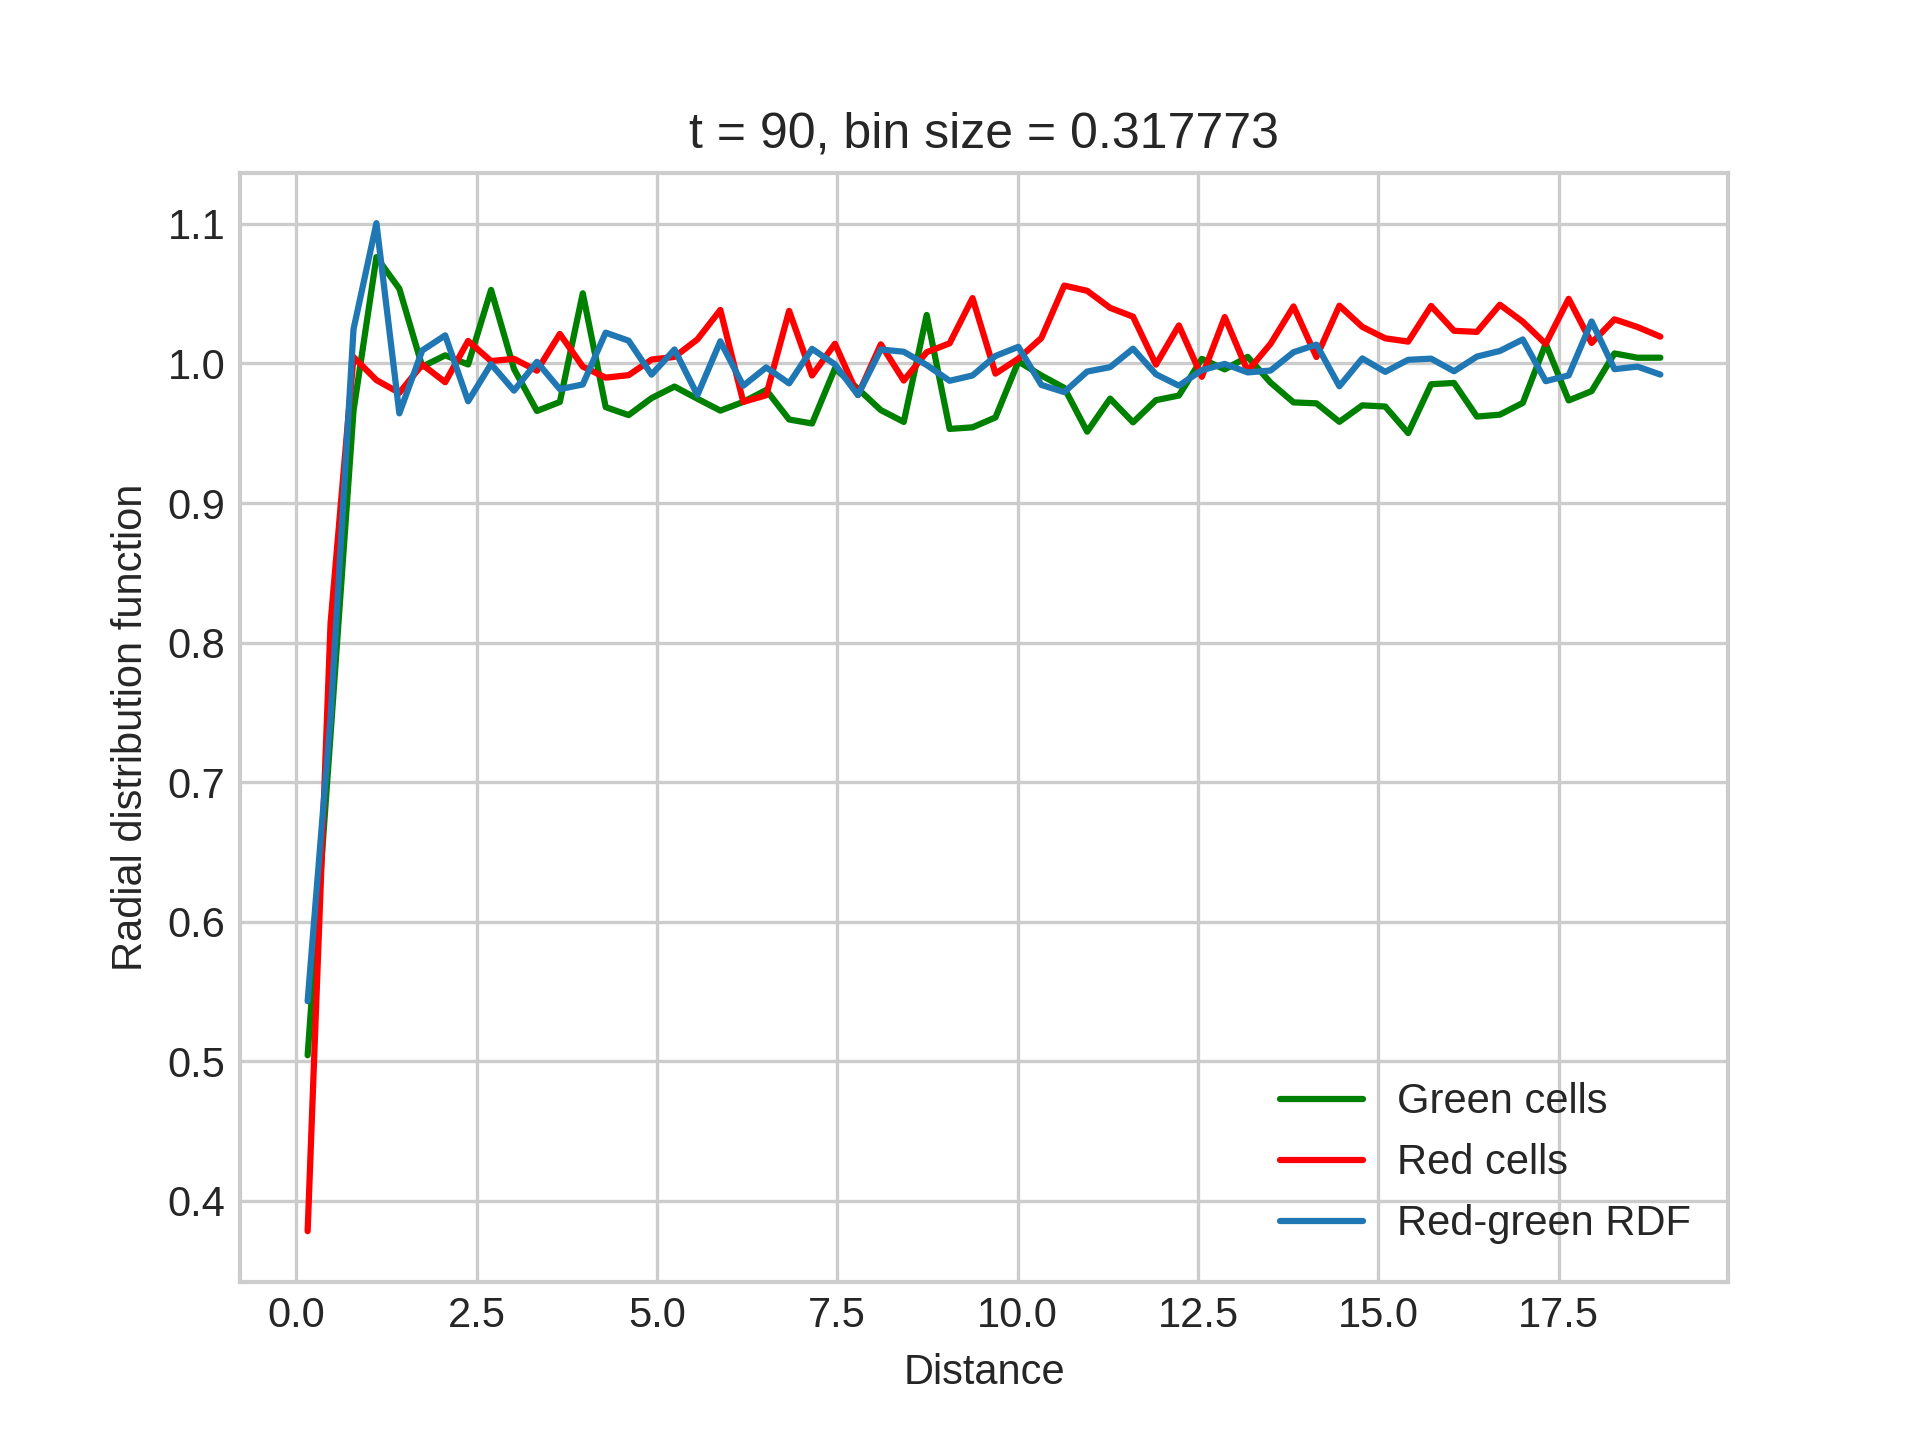 t = 90, bin size = 0.317773
Radial distribution function
1.1
1.0
0.9
0.8
0.7
0.6
0.5
0.4
Green cells
Red cells
Red-green RDF
0.0 2.5 5.0 7.5 10.0 12.5 15.0 17.5
Distance